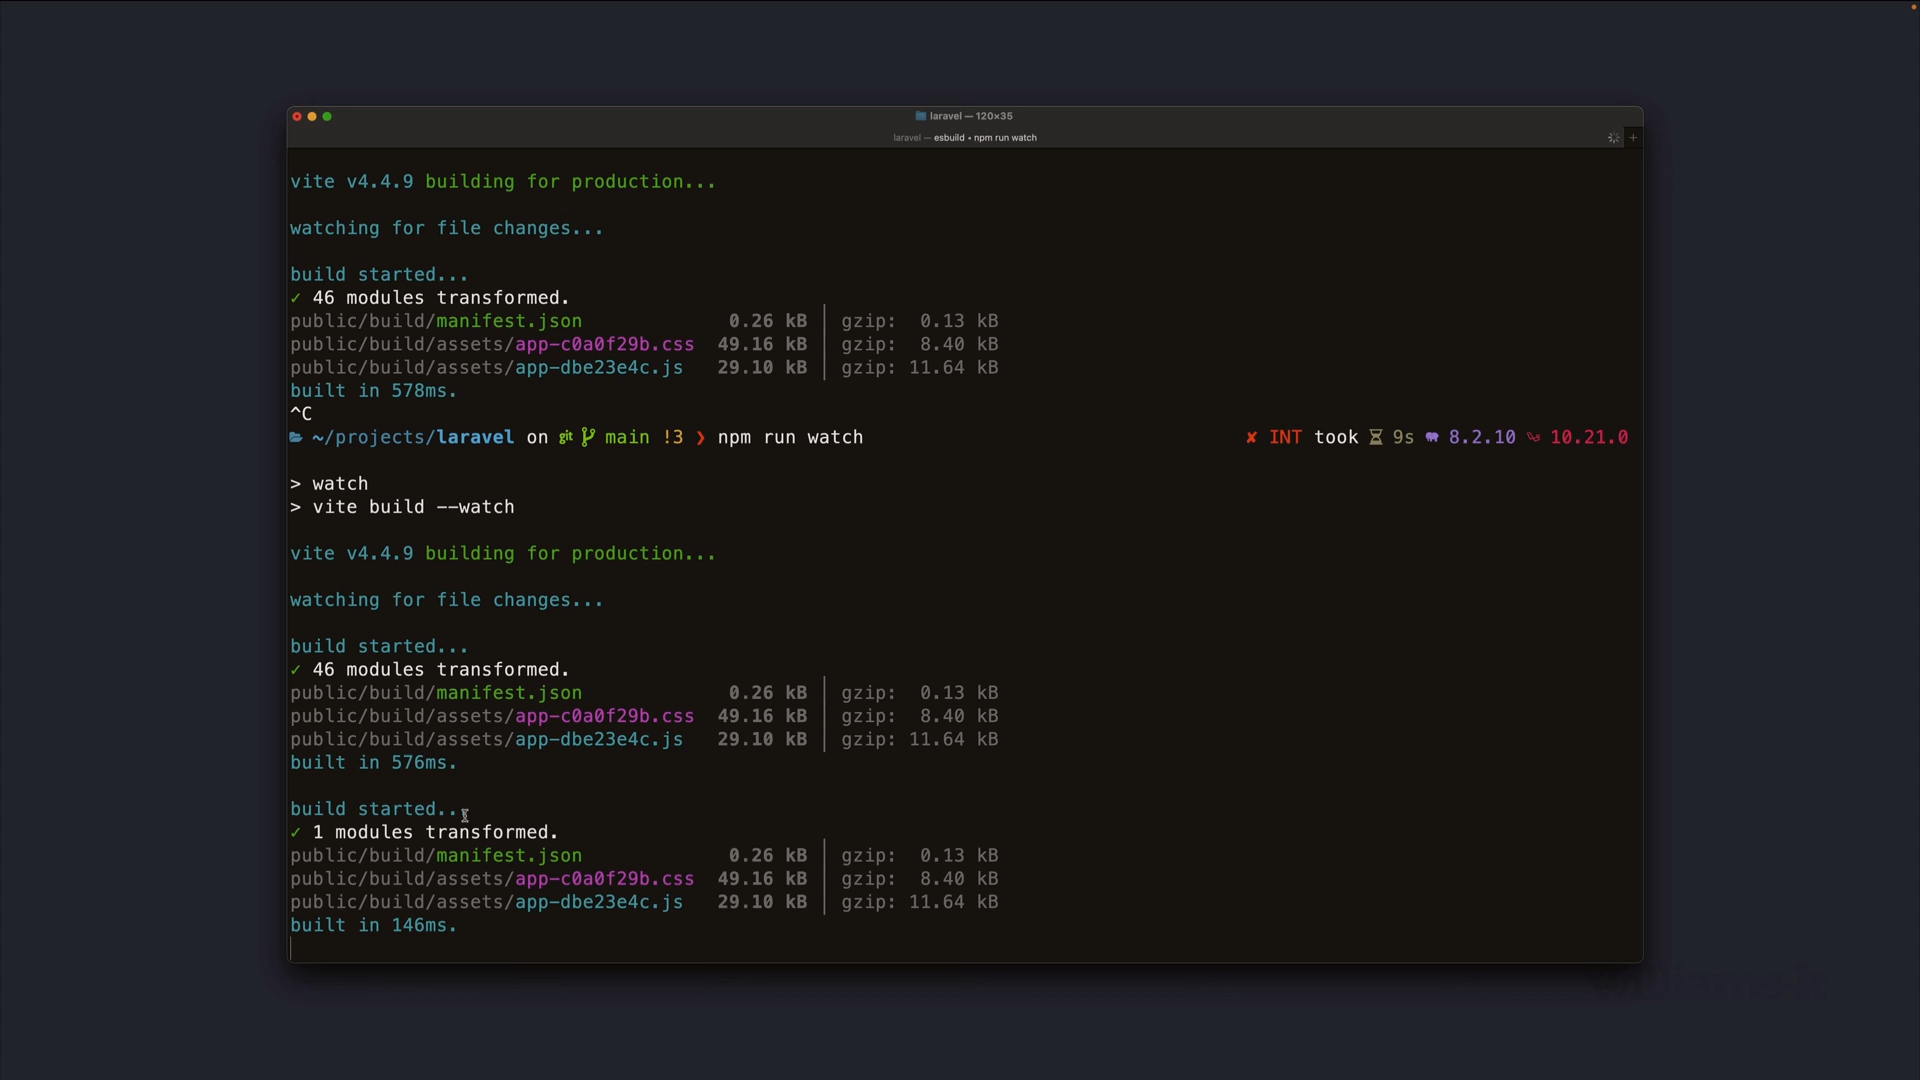 laravel — 120×35
laravel — esbuild • npm run watch
vite v4.4.9 building for production...
watching for file changes...
build started...
✓ 46 modules transformed.
public/build/manifest.json 0.26 kB │ gzip: 0.13 kB
public/build/assets/app-c0a0f29b.css 49.16 kB │ gzip: 8.40 kB
public/build/assets/app-dbe23e4c.js 29.10 kB │ gzip: 11.64 kB
built in 578ms.
^C
~/projects/laravel on git main !3 ❯ npm run watch ✘ INT took 9s 8.2.10 10.21.0
> watch
> vite build --watch
vite v4.4.9 building for production...
watching for file changes...
build started...
✓ 46 modules transformed.
public/build/manifest.json 0.26 kB │ gzip: 0.13 kB
public/build/assets/app-c0a0f29b.css 49.16 kB │ gzip: 8.40 kB
public/build/assets/app-dbe23e4c.js 29.10 kB │ gzip: 11.64 kB
built in 576ms.
build started...
✓ 1 modules transformed.
public/build/manifest.json 0.26 kB │ gzip: 0.13 kB
public/build/assets/app-c0a0f29b.css 49.16 kB │ gzip: 8.40 kB
public/build/assets/app-dbe23e4c.js 29.10 kB │ gzip: 11.64 kB
built in 146ms.